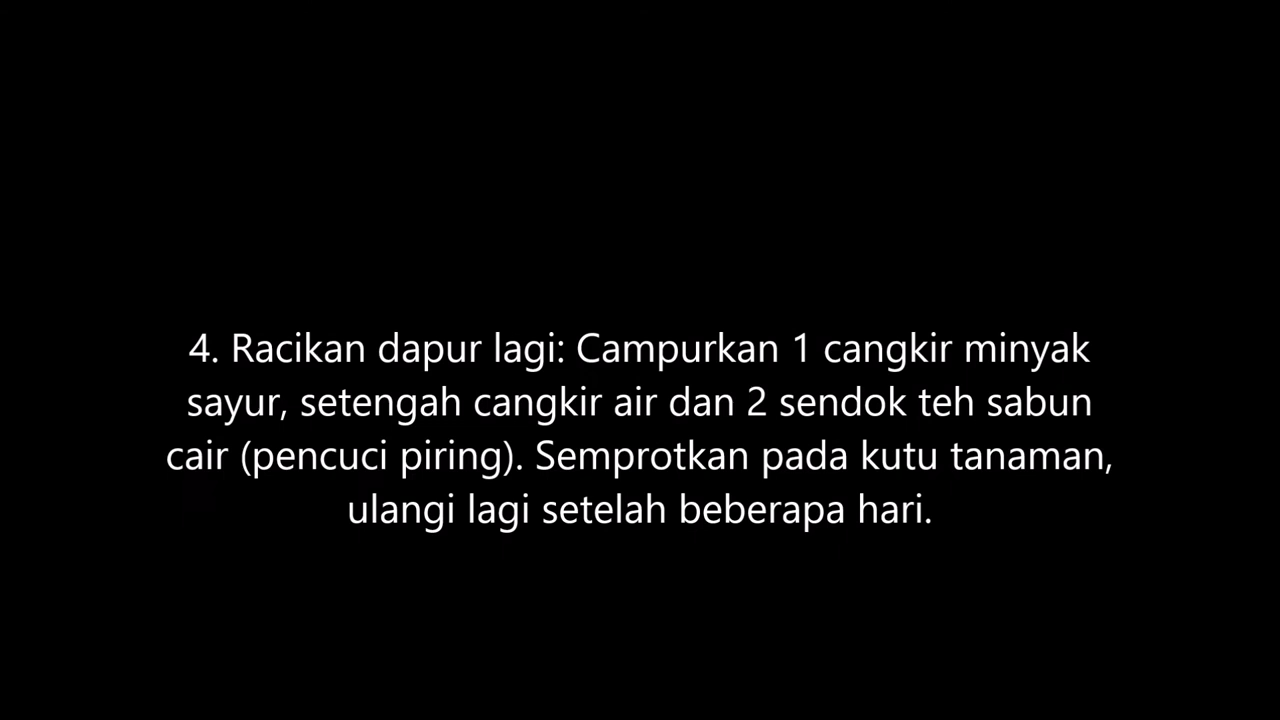 4. Racikan dapur lagi: Campurkan 1 cangkir minyak
sayur, setengah cangkir air dan 2 sendok teh sabun
cair (pencuci piring). Semprotkan pada kutu tanaman,
ulangi lagi setelah beberapa hari.